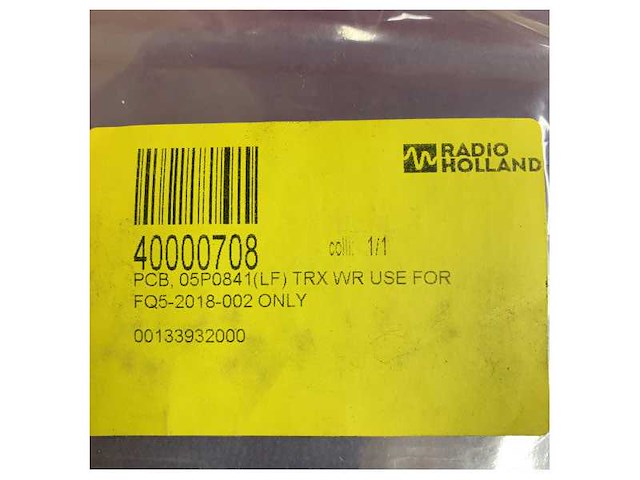 RADIO
HOLLAND
40000708 colli: 1/1
PCB, 05P0841(LF) TRX WR USE FOR
FQ5-2018-002 ONLY
00133932000